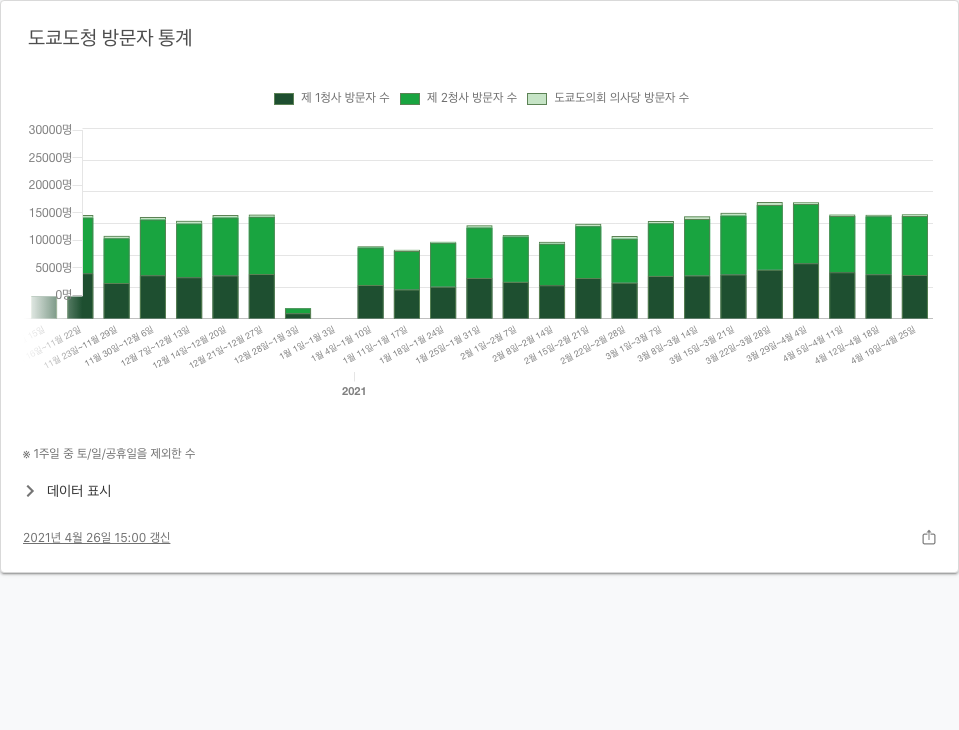 도쿄도청 방문자 통계
제 1청사 방문자 수 제 2청사 방문자 수 도쿄도의회 의사당 방문자 수
30000명
25000명
20000명
15000명
10000명
5000명
0명
11월 23일~11월 29일
11월 30일~12월 6일
12월 7일~12월 13일
12월 14일~12월 20일
12월 21일~12월 27일
12월 28일~1월 3일
1월 1일~1월 3일
1월 4일~1월 10일
1월 11일~1월 17일
1월 18일~1월 24일
1월 25일~1월 31일
2월 1일~2월 7일
2월 8일~2월 14일
2월 15일~2월 21일
2월 22일~2월 28일
3월 1일~3월 7일
3월 8일~3월 14일
3월 15일~3월 21일
3월 22일~3월 28일
3월 29일~4월 4일
4월 5일~4월 11일
4월 12일~4월 18일
4월 19일~4월 25일
2021
※ 1주일 중 토/일/공휴일을 제외한 수
데이터 표시
2021년 4월 26일 15:00 갱신